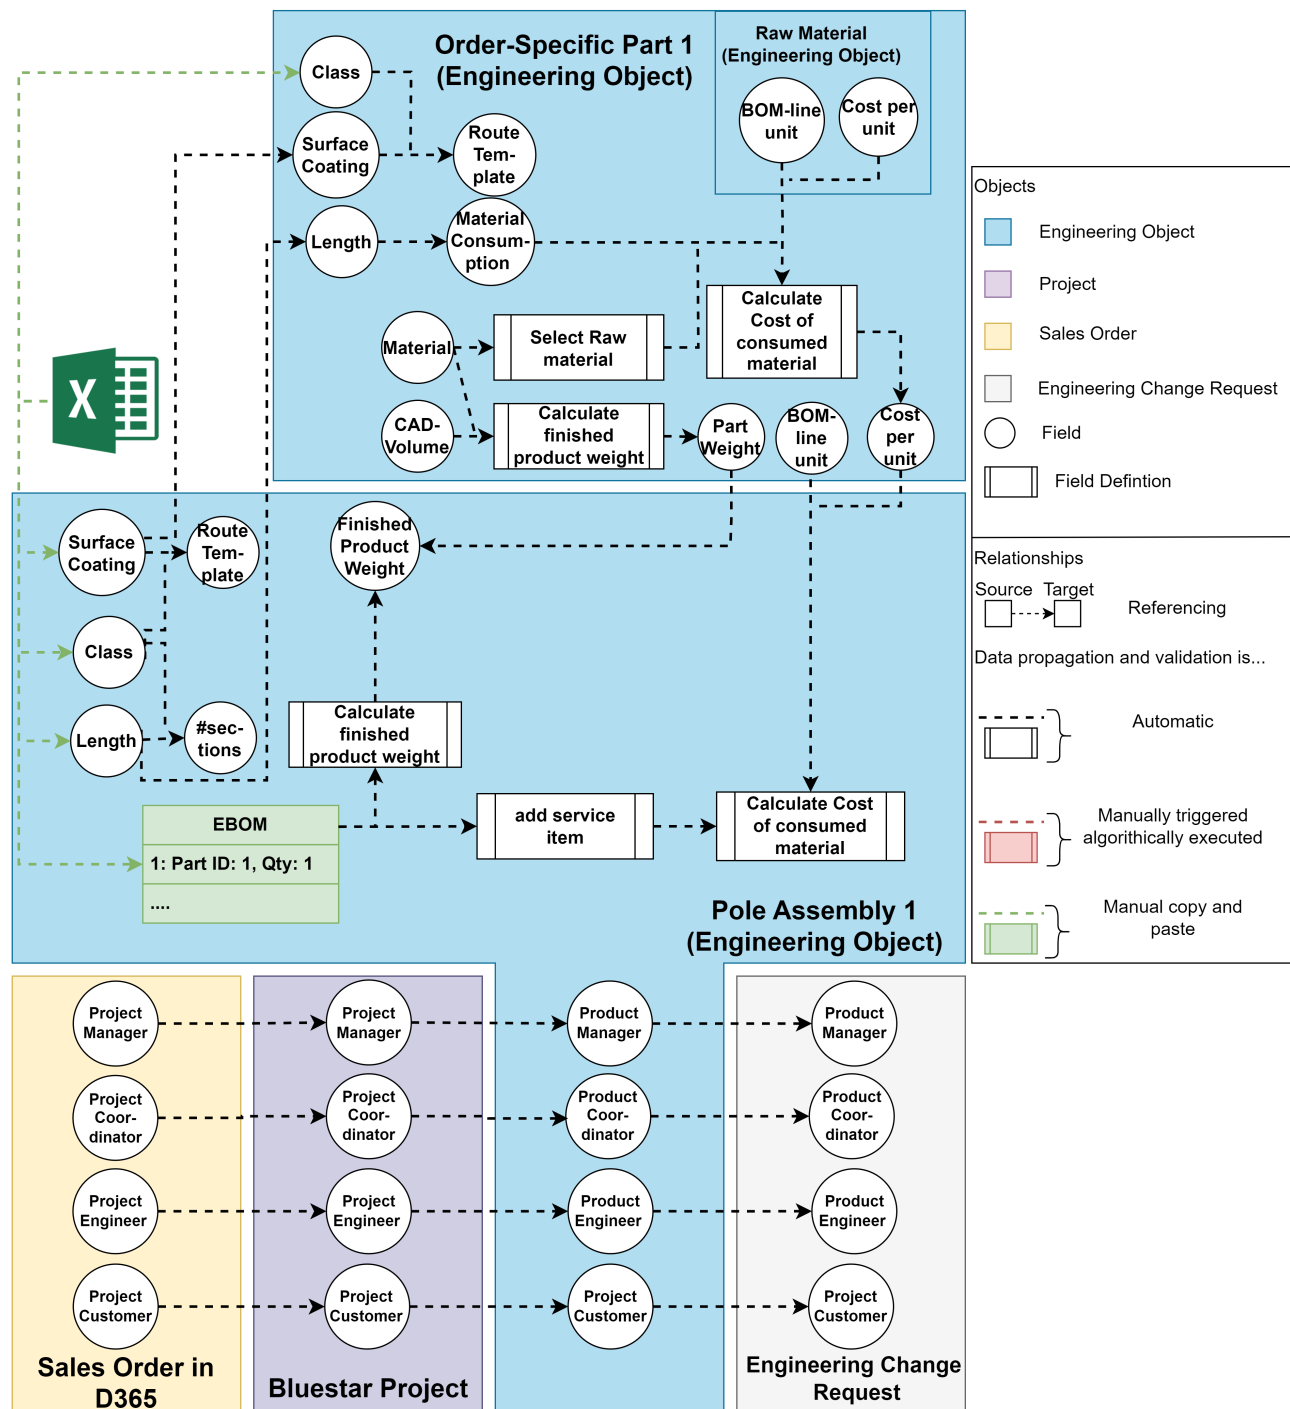 Order-Specific Part 1
(Engineering Object)
Raw Material
(Engineering Object)
Class
BOM-line
unit
Cost per
unit
Surface
Coating
Route
Tem-
plate
Length
Material
Consum-
ption
Calculate
Cost of
consumed
material
Material
Select Raw
material
CAD-
Volume
Calculate
finished
product weight
Part
Weight
BOM-
line
unit
Cost
per
unit
X
Surface
Coating
Route
Tem-
plate
Finished
Product
Weight
Class
Length
#sec-
tions
Calculate
finished
product weight
EBOM
1: Part ID: 1, Qty: 1
....
add service
item
Calculate Cost
of consumed
material
Pole Assembly 1
(Engineering Object)
Project
Manager
Project
Manager
Product
Manager
Product
Manager
Project
Coor-
dinator
Project
Coor-
dinator
Product
Coor-
dinator
Product
Coor-
dinator
Project
Engineer
Project
Engineer
Product
Engineer
Product
Engineer
Project
Customer
Project
Customer
Project
Customer
Project
Customer
Sales Order in
D365
Bluestar Project
Engineering Change
Request
Objects
Engineering Object
Project
Sales Order
Engineering Change Request
Field
Field Defintion
Relationships
Source Target
Referencing
Data propagation and validation is...
Automatic
Manually triggered
algorithically executed
Manual copy and
paste